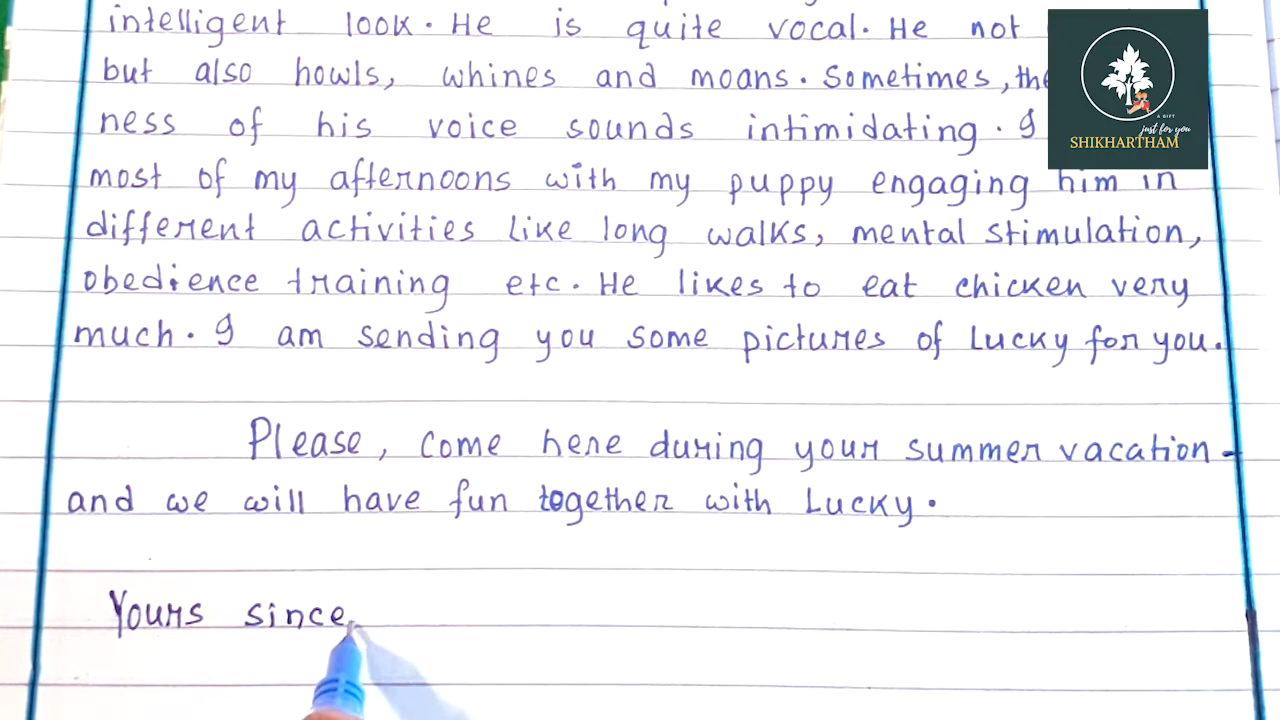 intelligent look. He is quite vocal. He not
but also howls, whines and moans. Sometimes, the
ness of his voice sounds intimidating. I
most of my afternoons with my puppy engaging him in
different activities like long walks, mental stimulation,
obedience training etc. He likes to eat chicken very
much. I am sending you some pictures of Lucky for you.
Please, come here during your summer vacation -
and we will have fun together with Lucky.
Yours since
A GIFT
just for you
SHIKHARTHAM